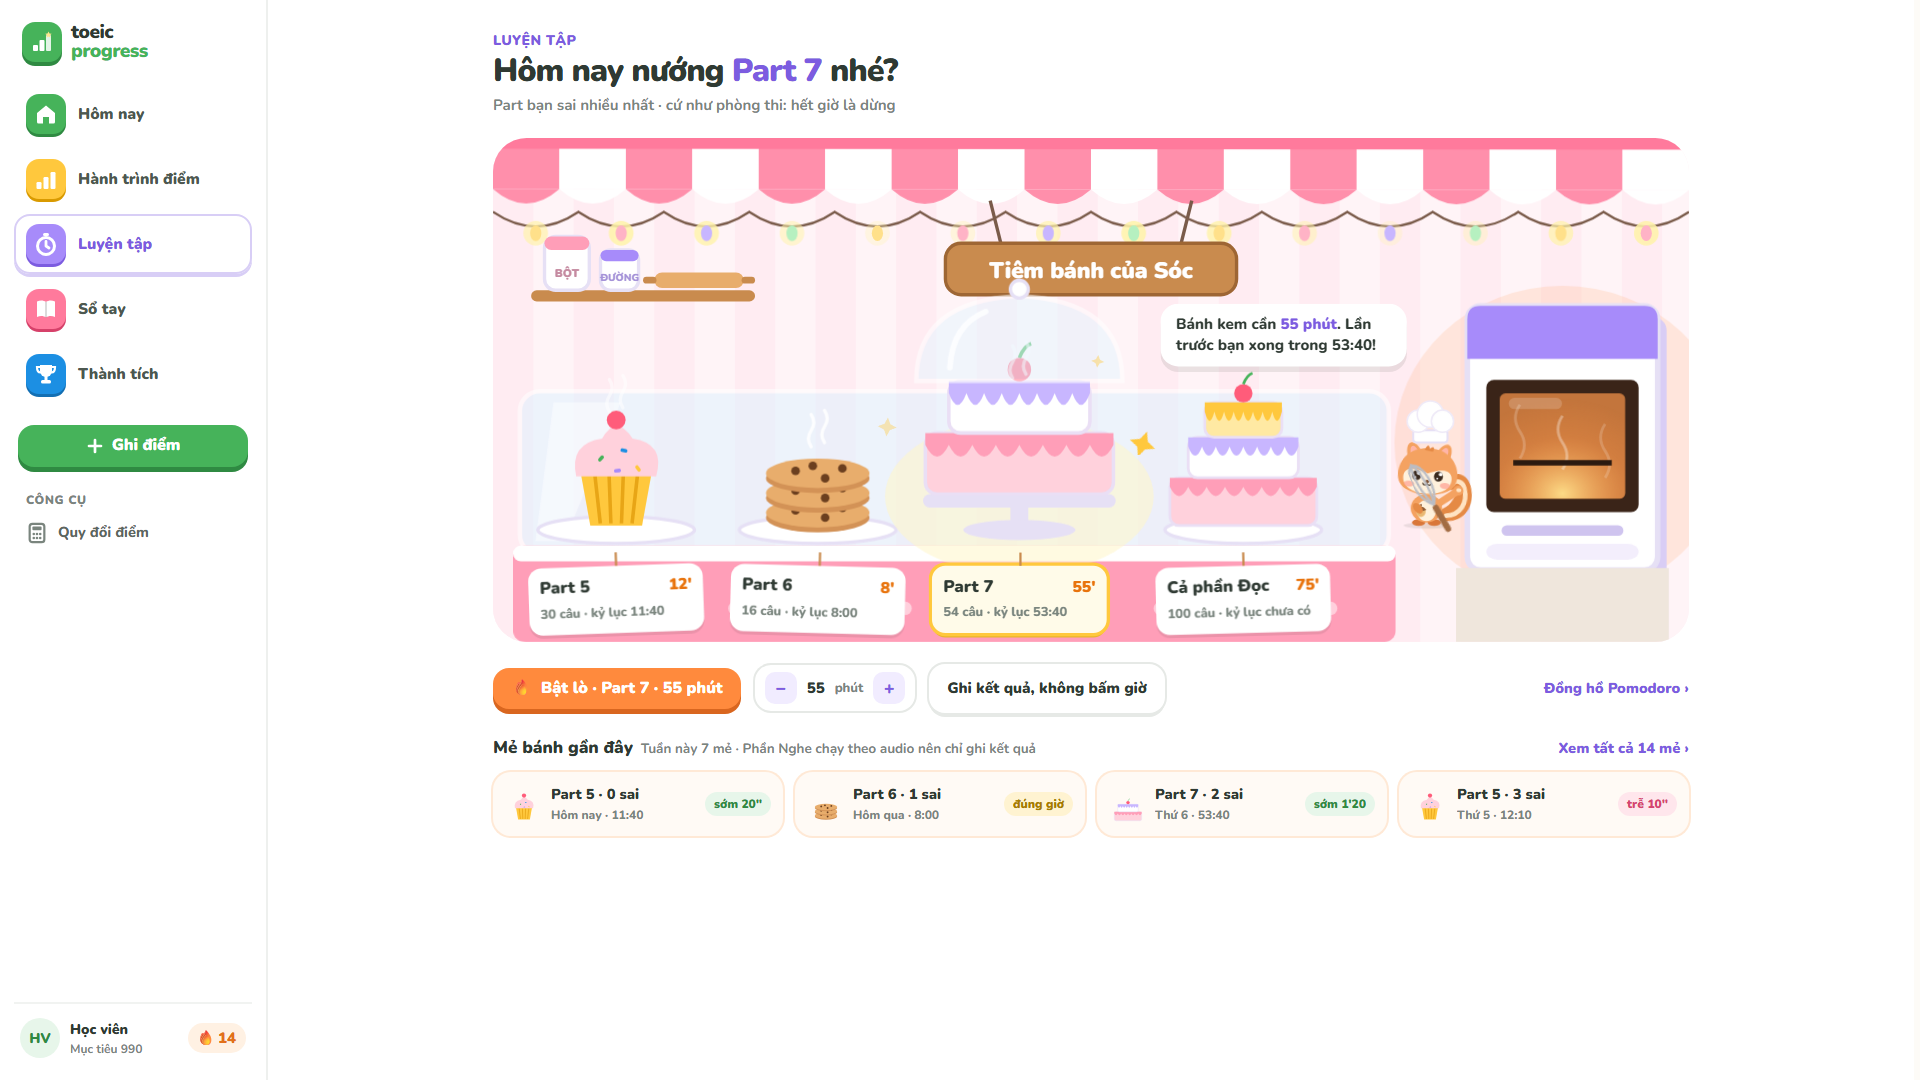 toeic
progress
Hôm nay
Hành trình điểm
Luyện tập
Sổ tay
Thành tích
+ Ghi điểm
CÔNG CỤ
Quy đổi điểm
HV
Học viên
Mục tiêu 990
14
LUYỆN TẬP
Hôm nay nướng Part 7 nhé?
Part bạn sai nhiều nhất · cứ như phòng thi: hết giờ là dừng
BỘT
ĐƯỜNG
Tiệm bánh của Sóc
Bánh kem cần 55 phút. Lần
trước bạn xong trong 53:40!
Part 5 12'
30 câu · kỷ lục 11:40
Part 6 8'
16 câu · kỷ lục 8:00
Part 7 55'
54 câu · kỷ lục 53:40
Cả phần Đọc 75'
100 câu · kỷ lục chưa có
Bật lò · Part 7 · 55 phút
− 55 phút +
Ghi kết quả, không bấm giờ
Đồng hồ Pomodoro ›
Mẻ bánh gần đây Tuần này 7 mẻ · Phần Nghe chạy theo audio nên chỉ ghi kết quả
Xem tất cả 14 mẻ ›
Part 5 · 0 sai
Hôm nay · 11:40
sớm 20"
Part 6 · 1 sai
Hôm qua · 8:00
đúng giờ
Part 7 · 2 sai
Thứ 6 · 53:40
sớm 1'20
Part 5 · 3 sai
Thứ 5 · 12:10
trễ 10"